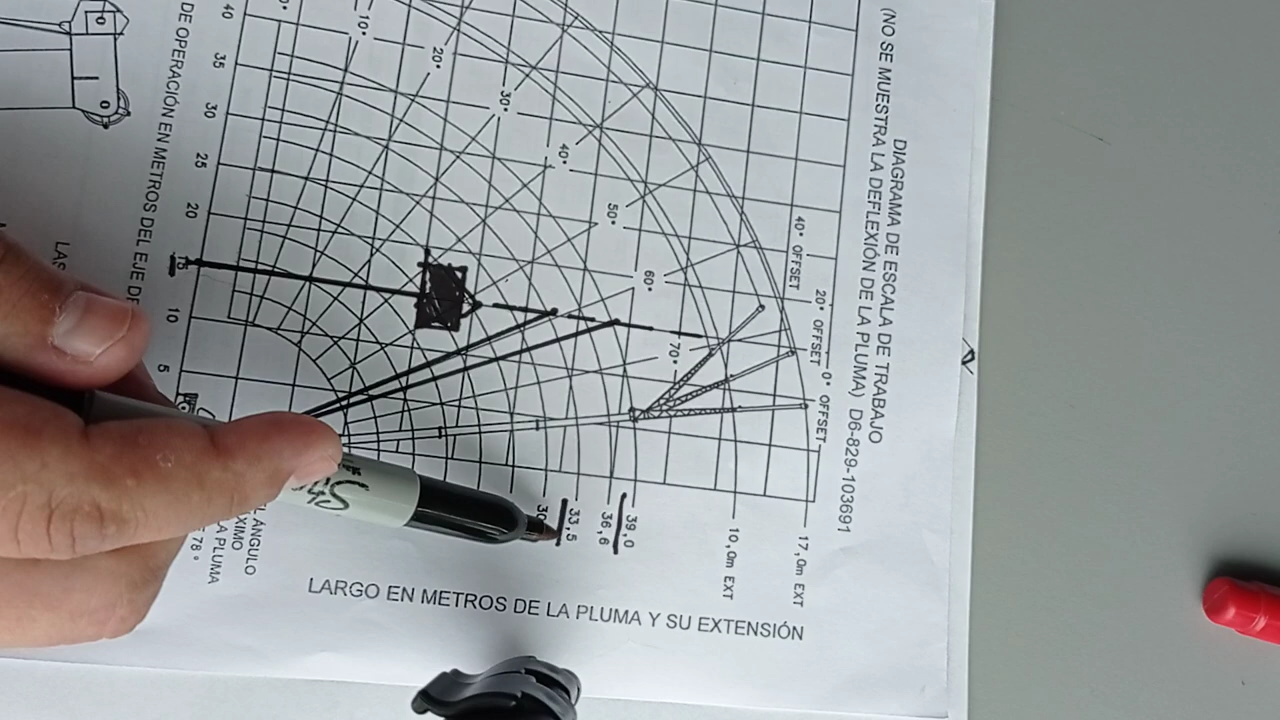 DIAGRAMA DE ESCALA DE TRABAJO
(NO SE MUESTRA LA DEFLEXIÓN DE LA PLUMA) D6-829-103691
40° OFFSET
20° OFFSET
0° OFFSET
10°
20°
30°
40°
50°
60°
70°
17,0m EXT
10,0m EXT
39,0
36,6
33,5
30
LARGO EN METROS DE LA PLUMA Y SU EXTENSIÓN
40
35
30
25
20
15
10
5
DE OPERACIÓN EN METROS DEL EJE DE
ÁNGULO
PLUMA
78°
LAS